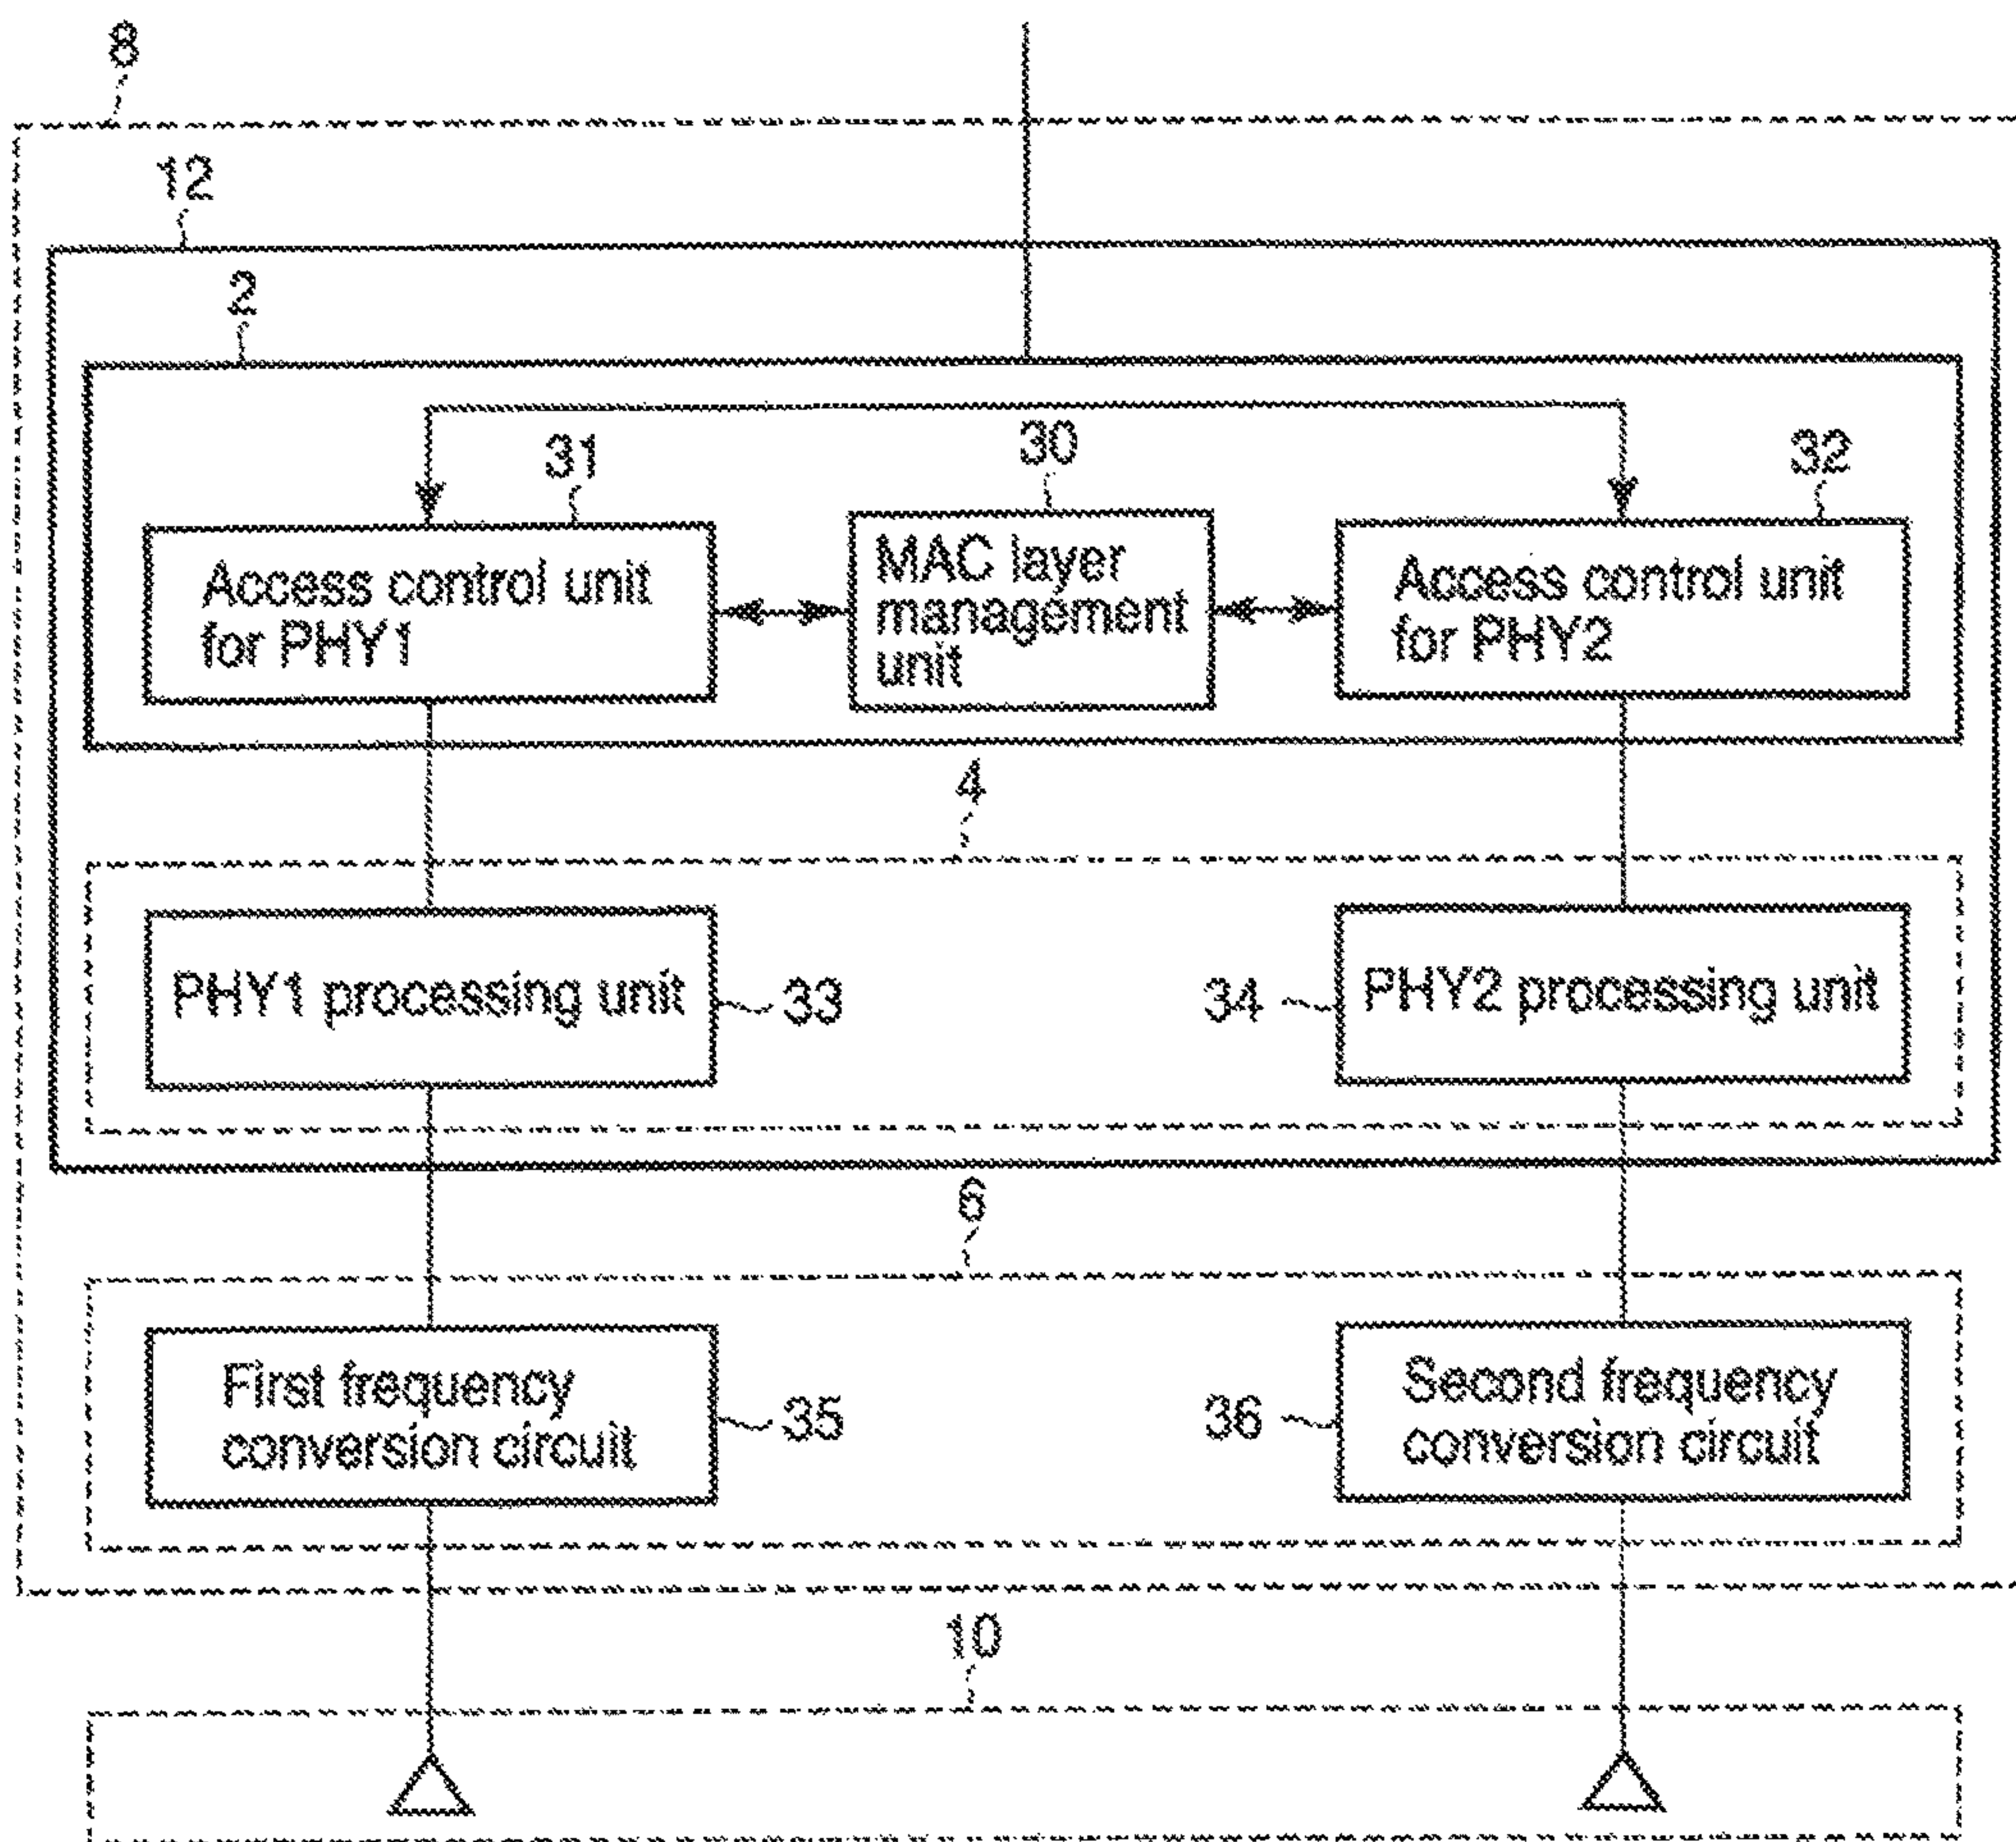 8
12
2
31
30
32
Access control unit
for PHY1
MAC layer
management
unit
Access control unit
for PHY2
4
PHY1 processing unit
33
34
PHY2 processing unit
6
First frequency
conversion circuit
35
36
Second frequency
conversion circuit
10